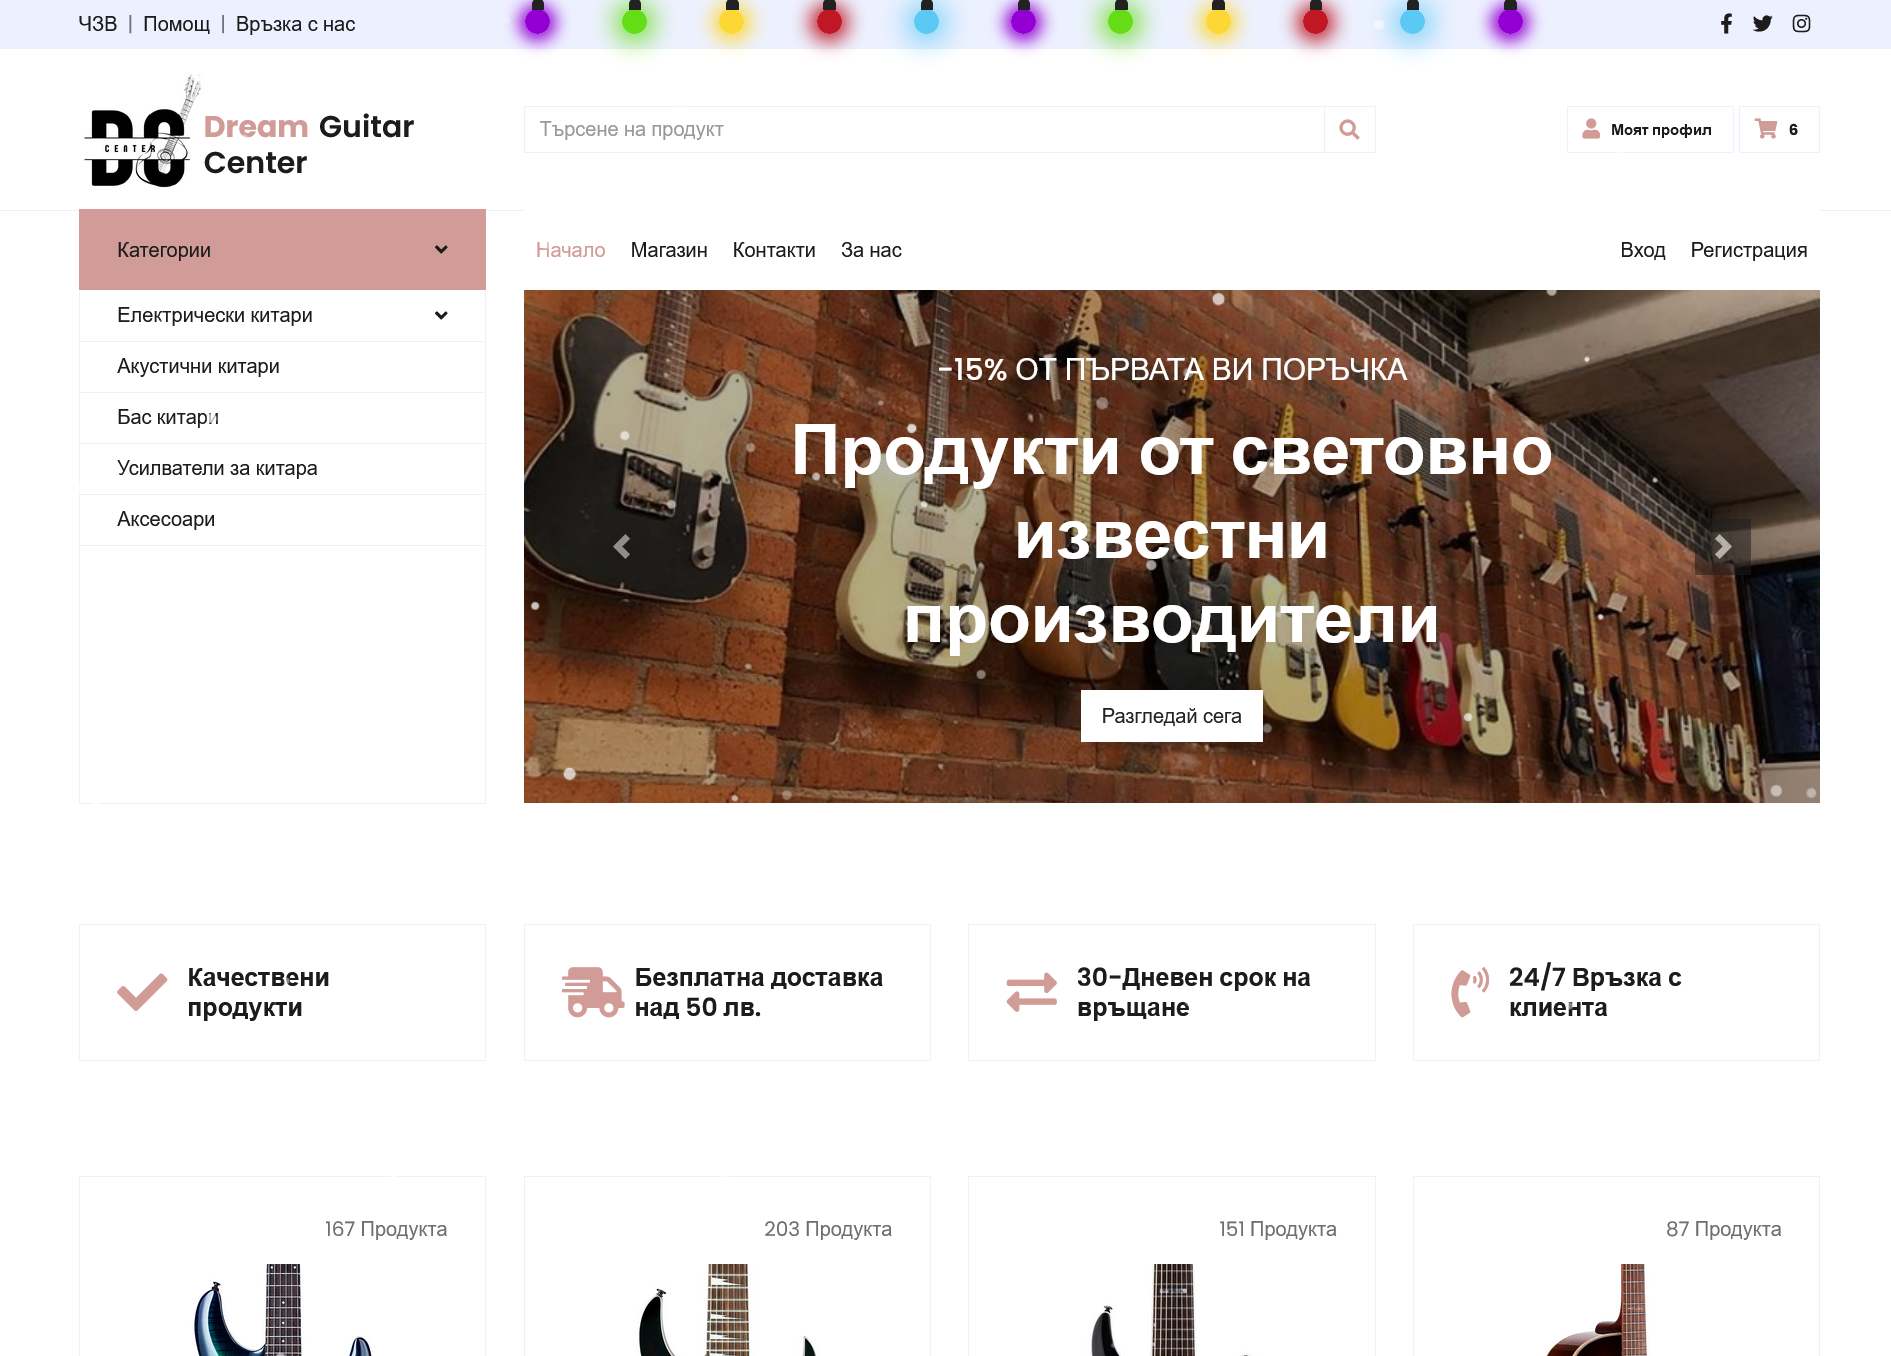 ЧЗВ | Помощ | Връзка с нас
DG
CENTER
Dream Guitar
Center
Търсене на продукт
Моят профил
6
Категории
Начало Магазин Контакти За нас
Вход Регистрация
Електрически китари
Акустични китари
Бас китари
Усилватели за китара
Аксесоари
-15% ОТ ПЪРВАТА ВИ ПОРЪЧКА
Продукти от световно
известни
производители
Разгледай сега
Качествени
продукти
Безплатна доставка
над 50 лв.
30-Дневен срок на
връщане
24/7 Връзка с
клиента
167 Продукта
203 Продукта
151 Продукта
87 Продукта